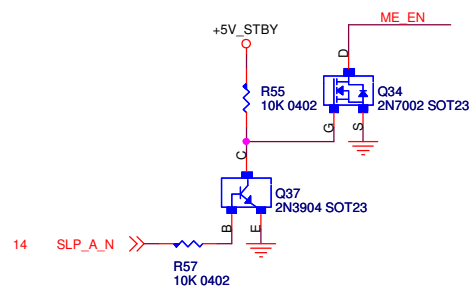 ME_EN
+5V_STBY
D
R55
10K 0402
Q34
2N7002 SOT23
G
S
C
Q37
2N3904 SOT23
B
E
14 SLP_A_N
R57
10K 0402